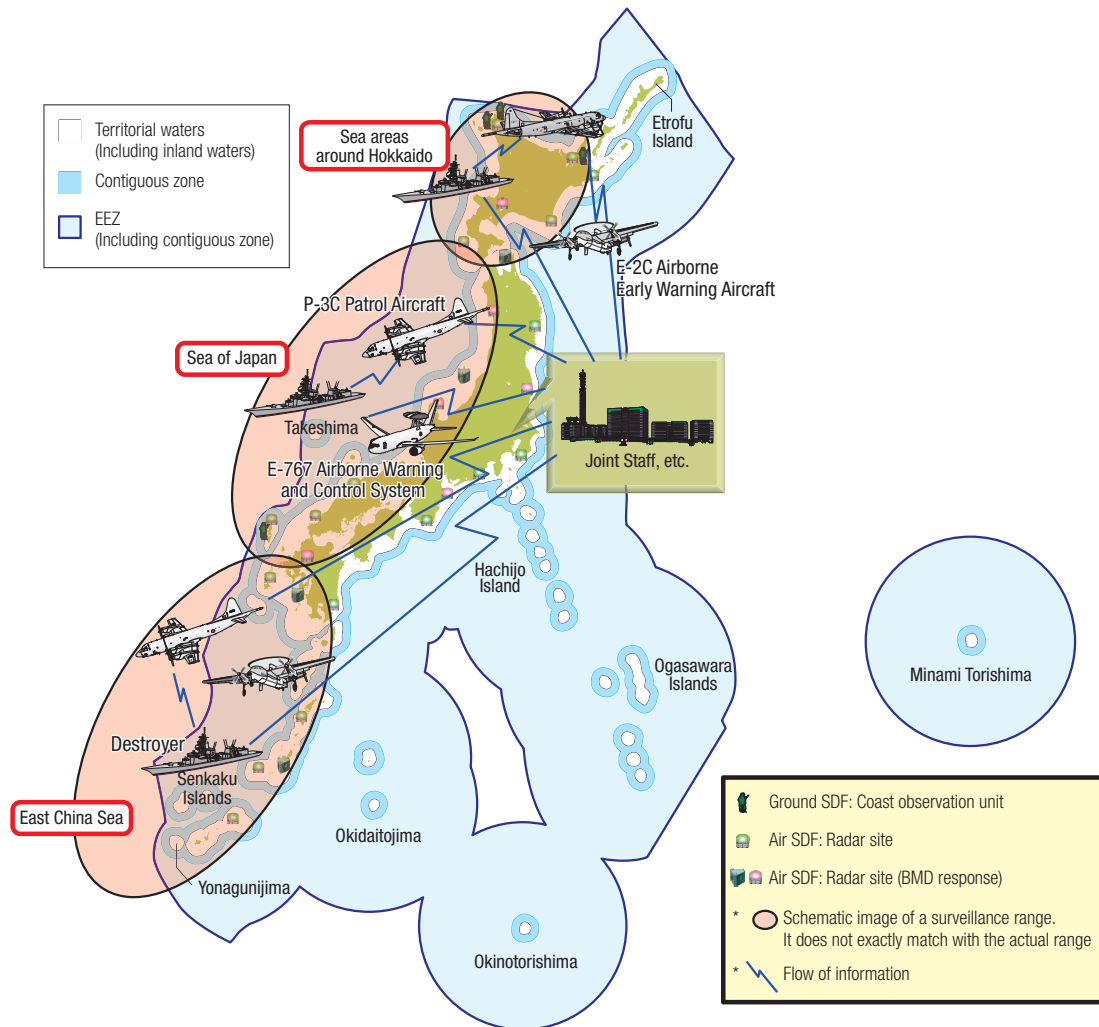 Territorial waters
(Including inland waters)
Contiguous zone
EEZ
(Including contiguous zone)
Sea areas
around Hokkaido
Etrofu
Island
E-2C Airborne
Early Warning Aircraft
P-3C Patrol Aircraft
Sea of Japan
Takeshima
E-767 Airborne Warning
and Control System
Joint Staff, etc.
Hachijo
Island
Ogasawara
Islands
Minami Torishima
Destroyer
Senkaku
Islands
East China Sea
Okidaitojima
Yonagunijima
Okinotorishima
Ground SDF: Coast observation unit
Air SDF: Radar site
Air SDF: Radar site (BMD response)
* Schematic image of a surveillance range.
It does not exactly match with the actual range
* Flow of information